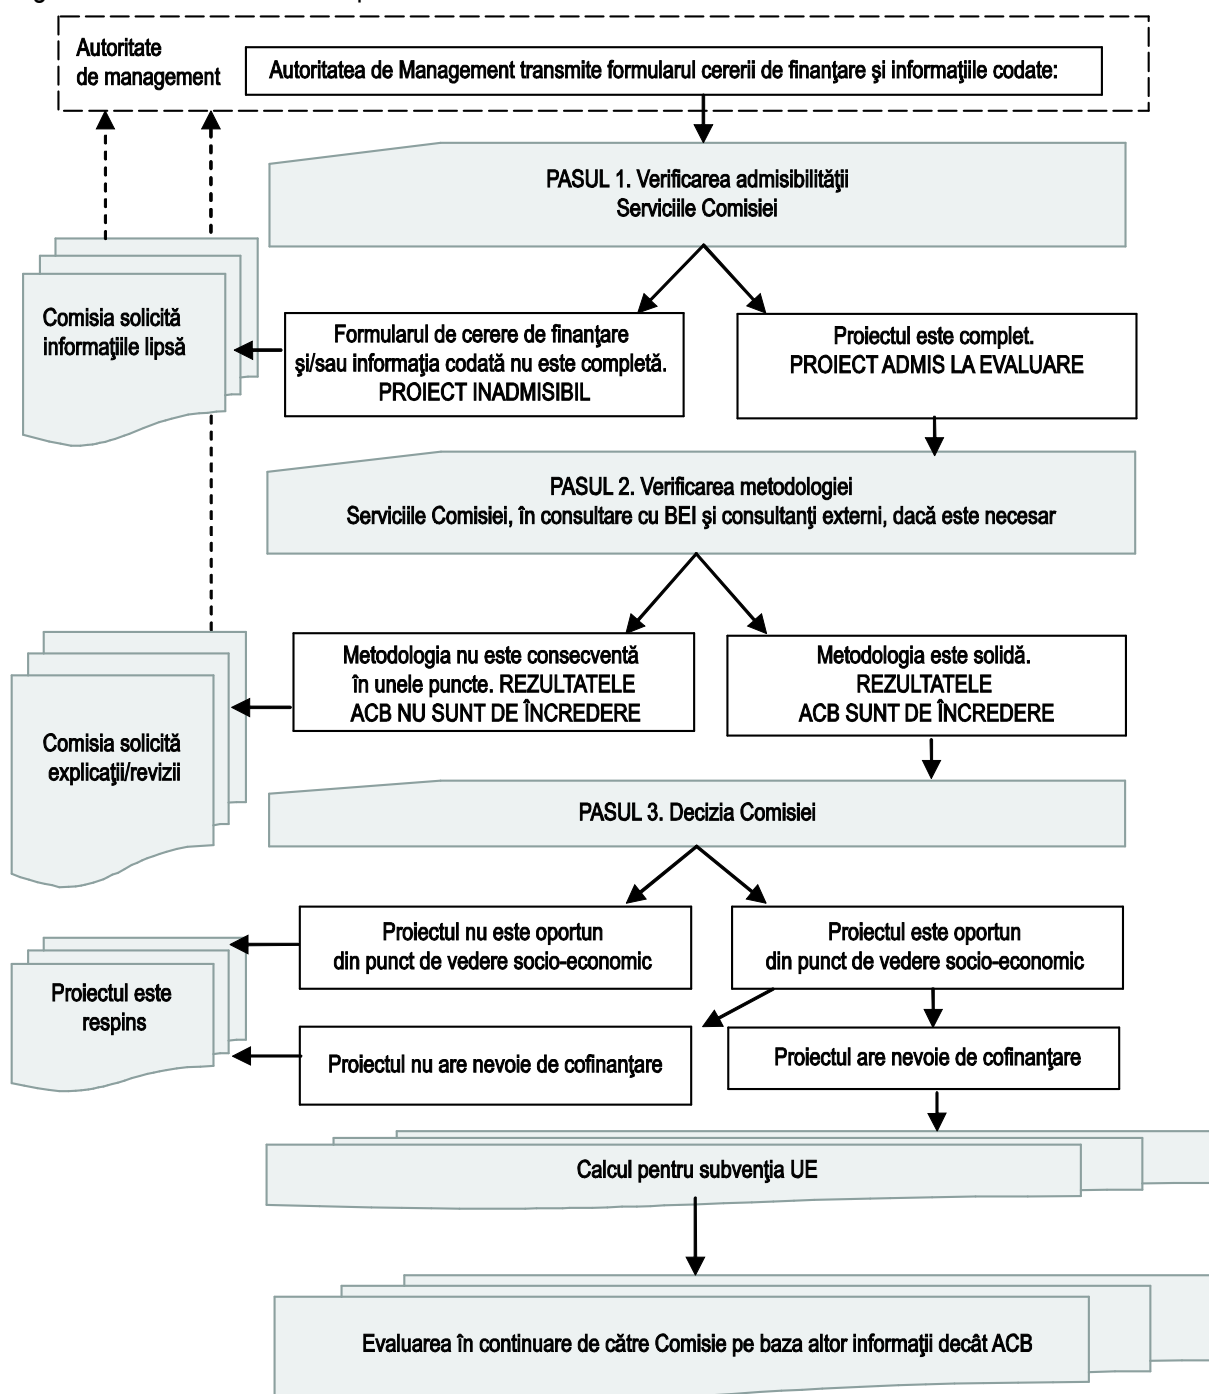 Autoritate
de management
Autoritatea de Management transmite formularul cererii de finanţare şi informaţiile codate:
PASUL 1. Verificarea admisibilităţii
Serviciile Comisiei
Comisia solicită
informaţiile lipsă
Formularul de cerere de finanţare
şi/sau informaţia codată nu este completă.
PROIECT INADMISIBIL
Proiectul este complet.
PROIECT ADMIS LA EVALUARE
PASUL 2. Verificarea metodologiei
Serviciile Comisiei, în consultare cu BEI şi consultanţi externi, dacă este necesar
Metodologia nu este consecventă
în unele puncte. REZULTATELE
ACB NU SUNT DE ÎNCREDERE
Metodologia este solidă.
REZULTATELE
ACB SUNT DE ÎNCREDERE
Comisia solicită
explicaţii/revizii
PASUL 3. Decizia Comisiei
Proiectul nu este oportun
din punct de vedere socio-economic
Proiectul este oportun
din punct de vedere socio-economic
Proiectul este
respins
Proiectul nu are nevoie de cofinanţare
Proiectul are nevoie de cofinanţare
Calcul pentru subvenţia UE
Evaluarea în continuare de către Comisie pe baza altor informaţii decât ACB